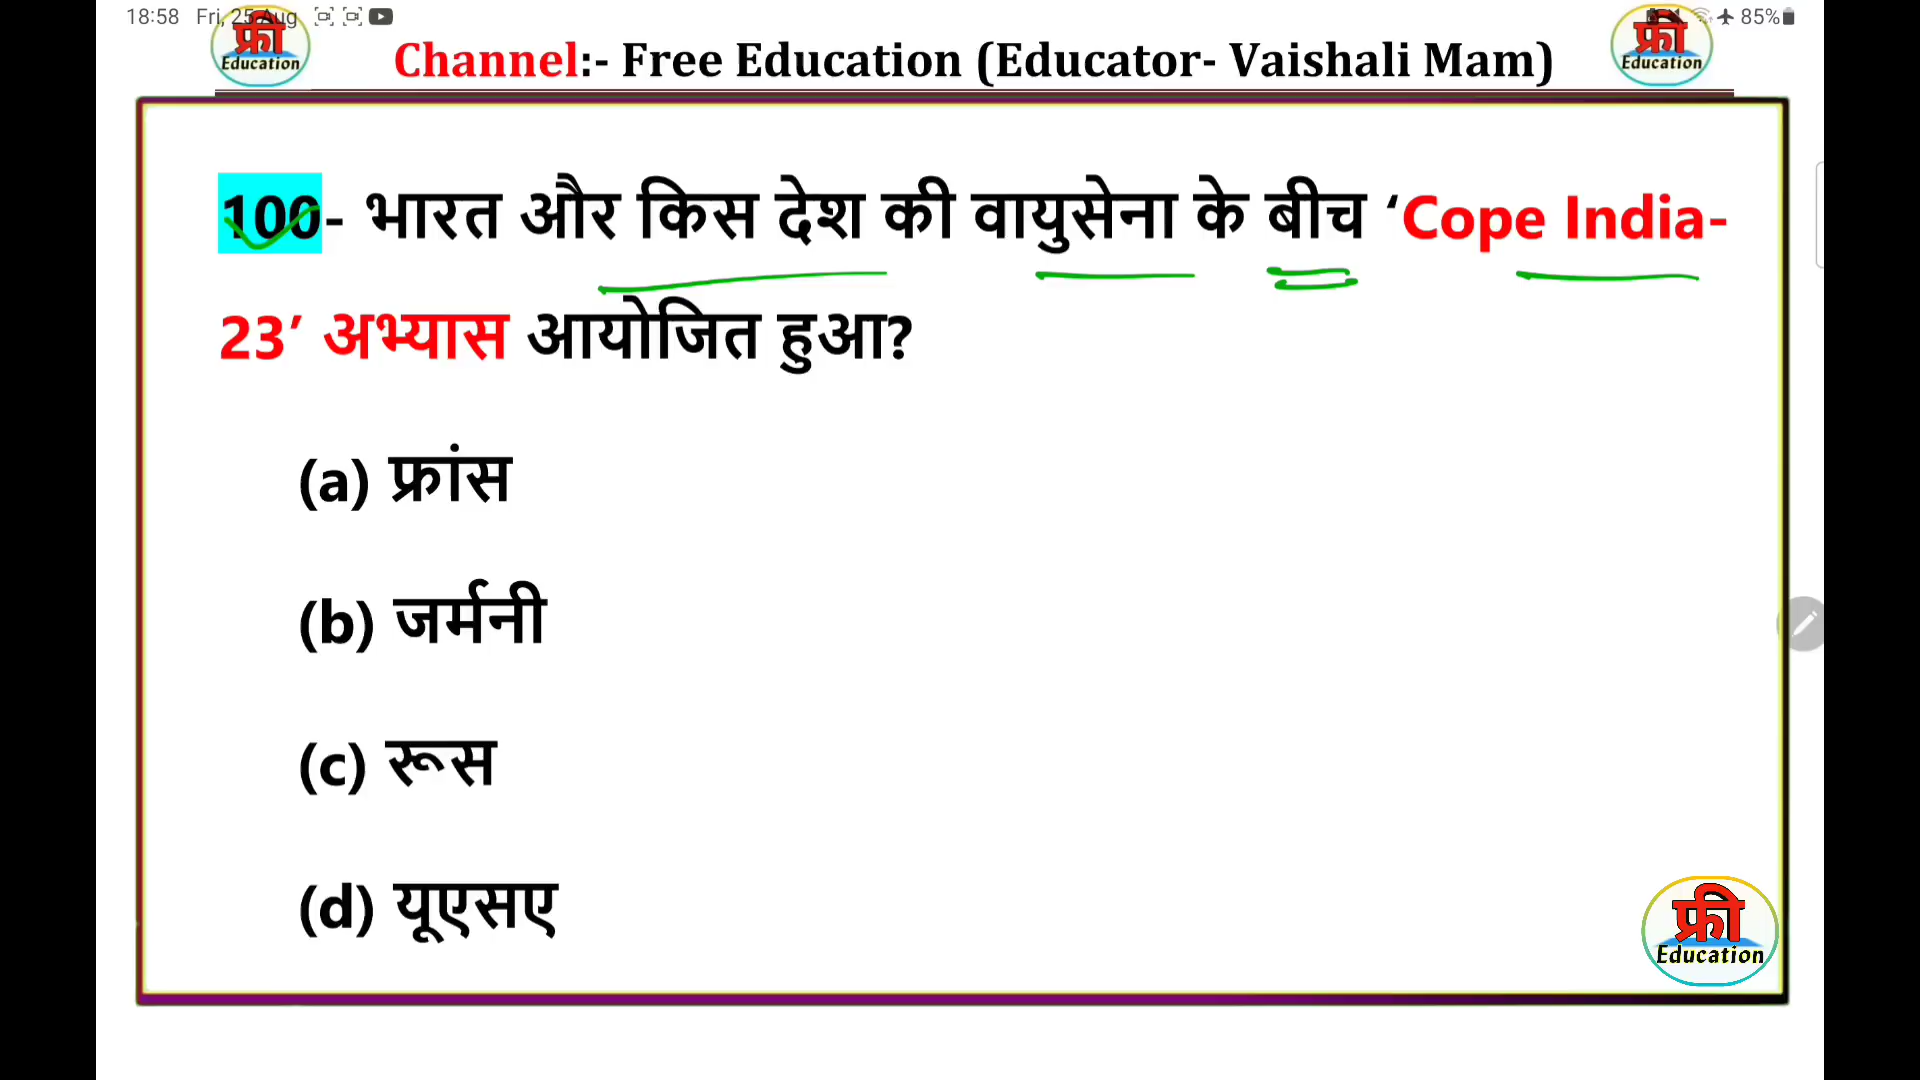 18:58 Fri, 25 Aug 85%
फ्री
Education
Channel:- Free Education (Educator- Vaishali Mam)
फ्री
Education
100- भारत और किस देश की वायुसेना के बीच ‘Cope India-
23’ अभ्यास आयोजित हुआ?
(a) फ्रांस
(b) जर्मनी
(c) रूस
(d) यूएसए
फ्री
Education